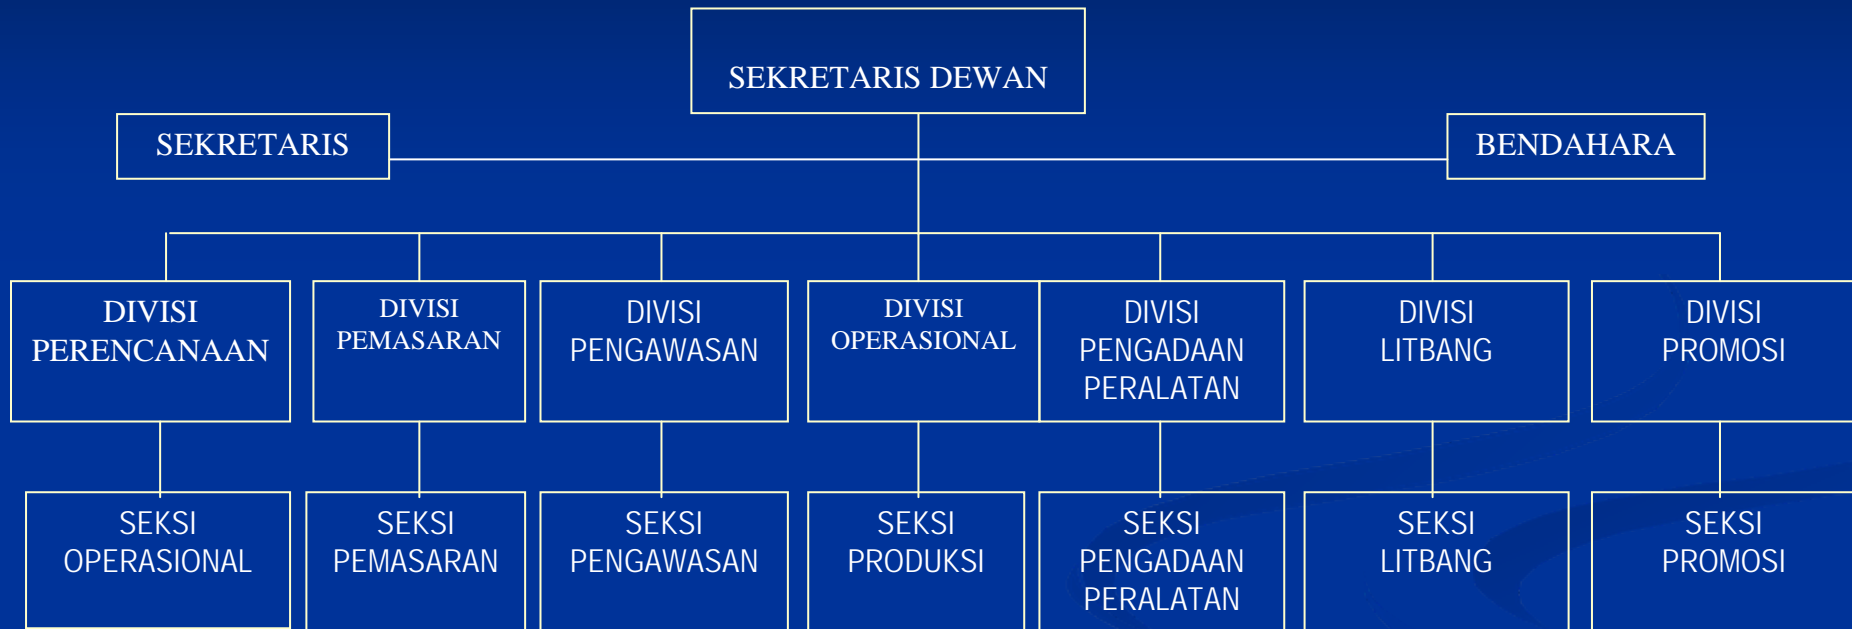 SEKRETARIS DEWAN
SEKRETARIS
BENDAHARA
DIVISI
PERENCANAAN
DIVISI
PEMASARAN
DIVISI
PENGAWASAN
DIVISI
OPERASIONAL
DIVISI
PENGADAAN
PERALATAN
DIVISI
LITBANG
DIVISI
PROMOSI
SEKSI
OPERASIONAL
SEKSI
PEMASARAN
SEKSI
PENGAWASAN
SEKSI
PRODUKSI
SEKSI
PENGADAAN
PERALATAN
SEKSI
LITBANG
SEKSI
PROMOSI